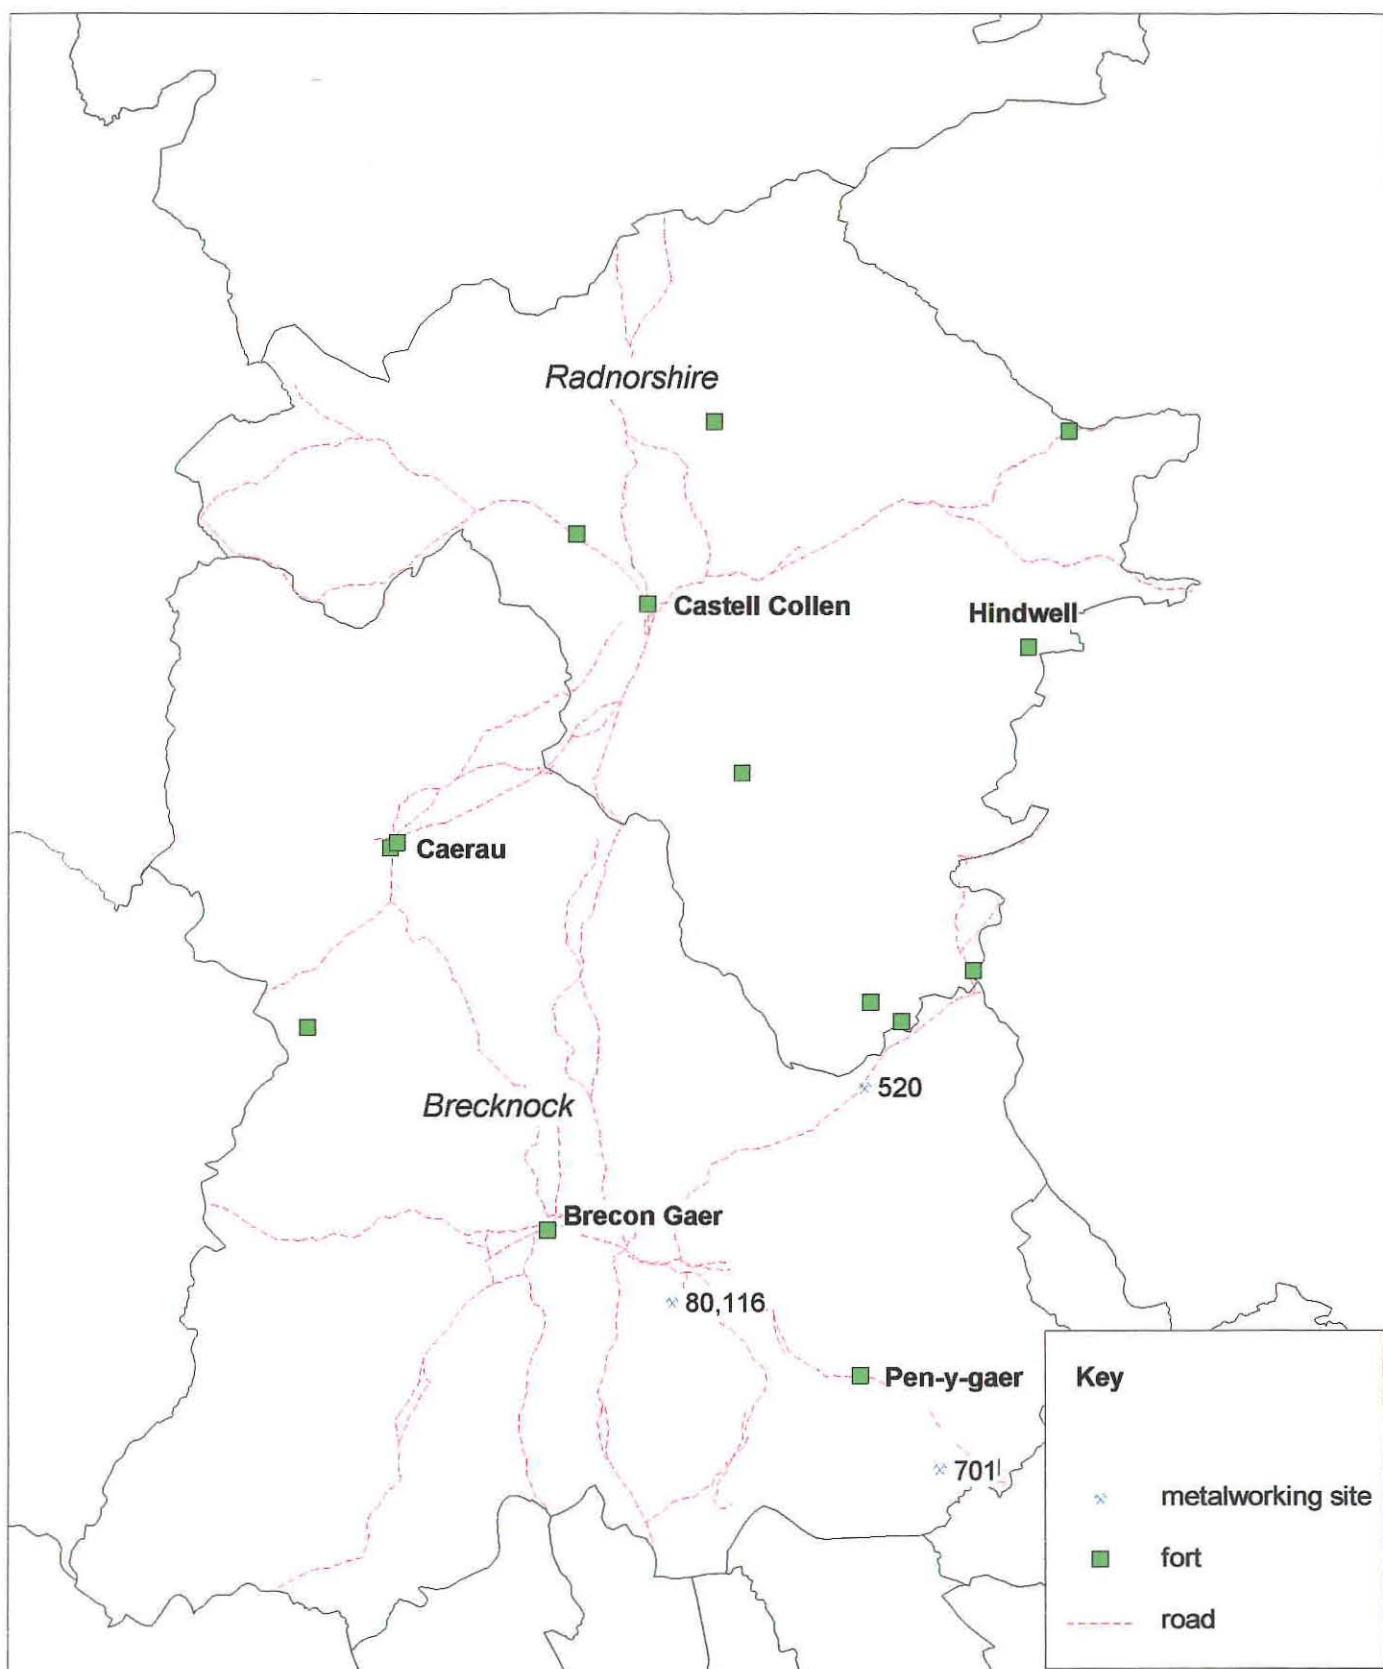 Radnorshire
Castell Collen
Hindwell
Caerau
520
Brecknock
Brecon Gaer
80,116
Pen-y-gaer
701
Key
metalworking site
fort
road